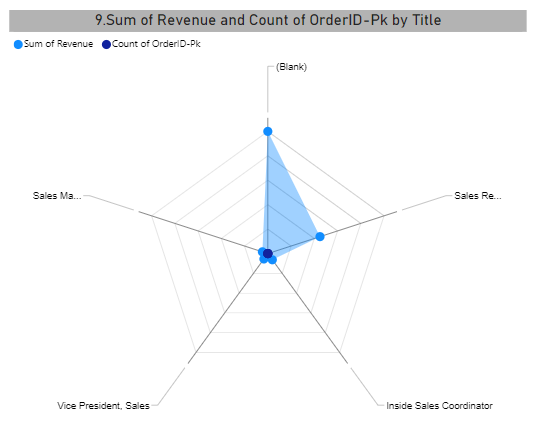 9.Sum of Revenue and Count of OrderID-Pk by Title
Sum of Revenue Count of OrderID-Pk
(Blank)
Sales Ma...
Sales Re...
Vice President, Sales
Inside Sales Coordinator